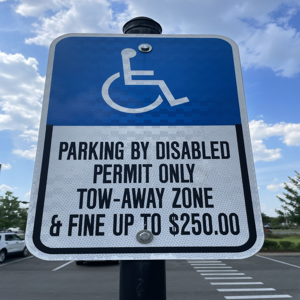 PARKING BY DISABLED
PERMIT ONLY
TOW-AWAY ZONE
& FINE UP TO $250.00